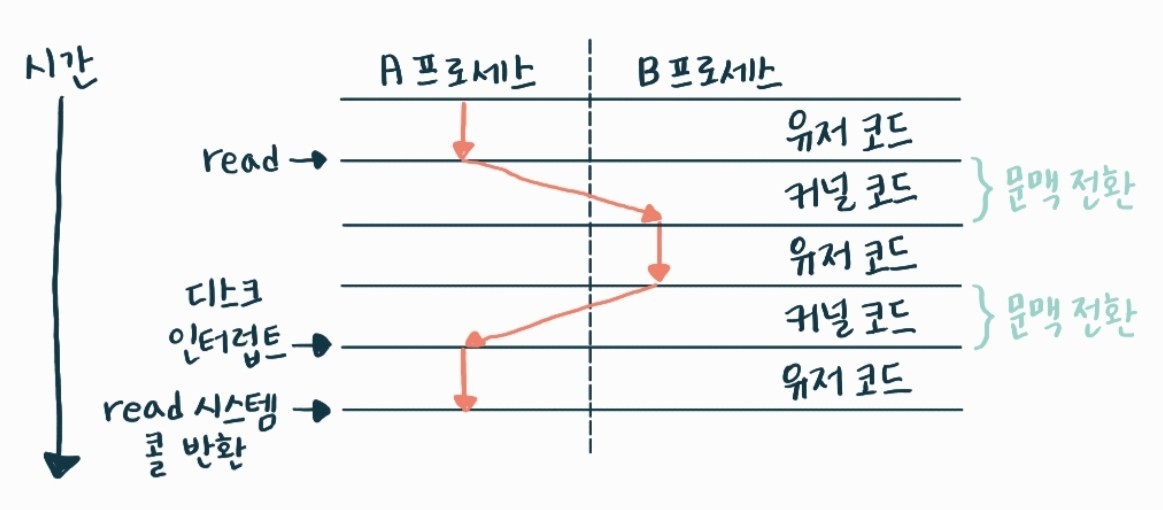 시간
A 프로세스
B 프로세스
유저 코드
read
커널 코드
문맥 전환
유저 코드
디스크
인터럽트
커널 코드
문맥 전환
유저 코드
read 시스템
콜 반환